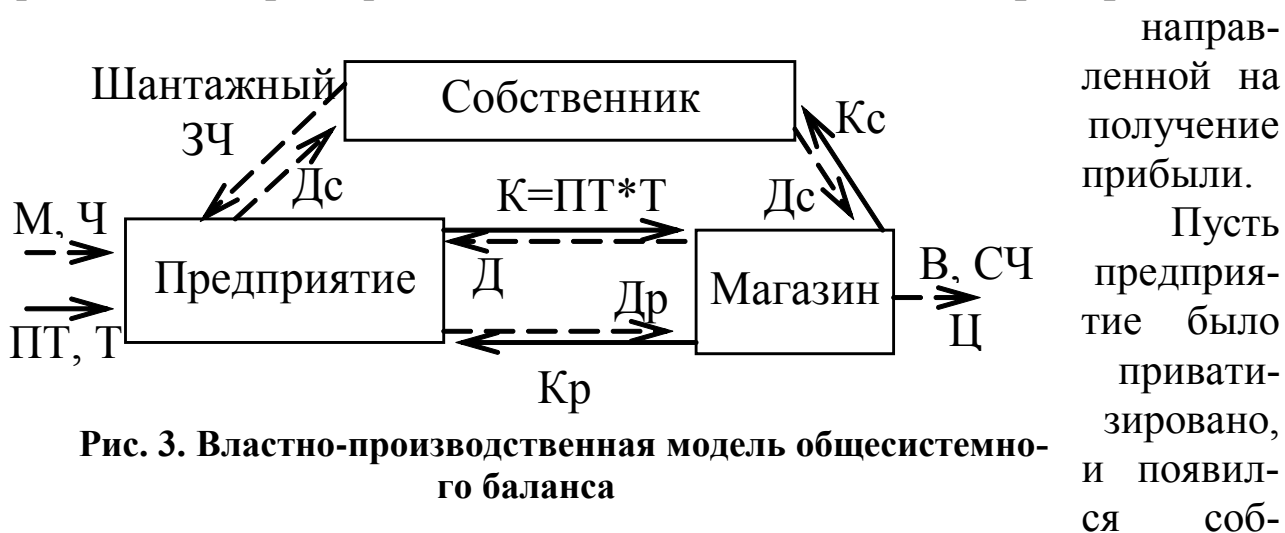 Шантажный
ЗЧ
Собственник
Кс
Дс
К=ПТ*Т
Дс
М, Ч
Предприятие
Д
Др
Магазин
В, СЧ
Ц
ПТ, Т
Кр
Рис. 3. Властно-производственная модель общесистемно-
го баланса
направ-
ленной на
получение
прибыли.
Пусть
предприя-
тие было
привати-
зировано,
и появил-
ся соб-